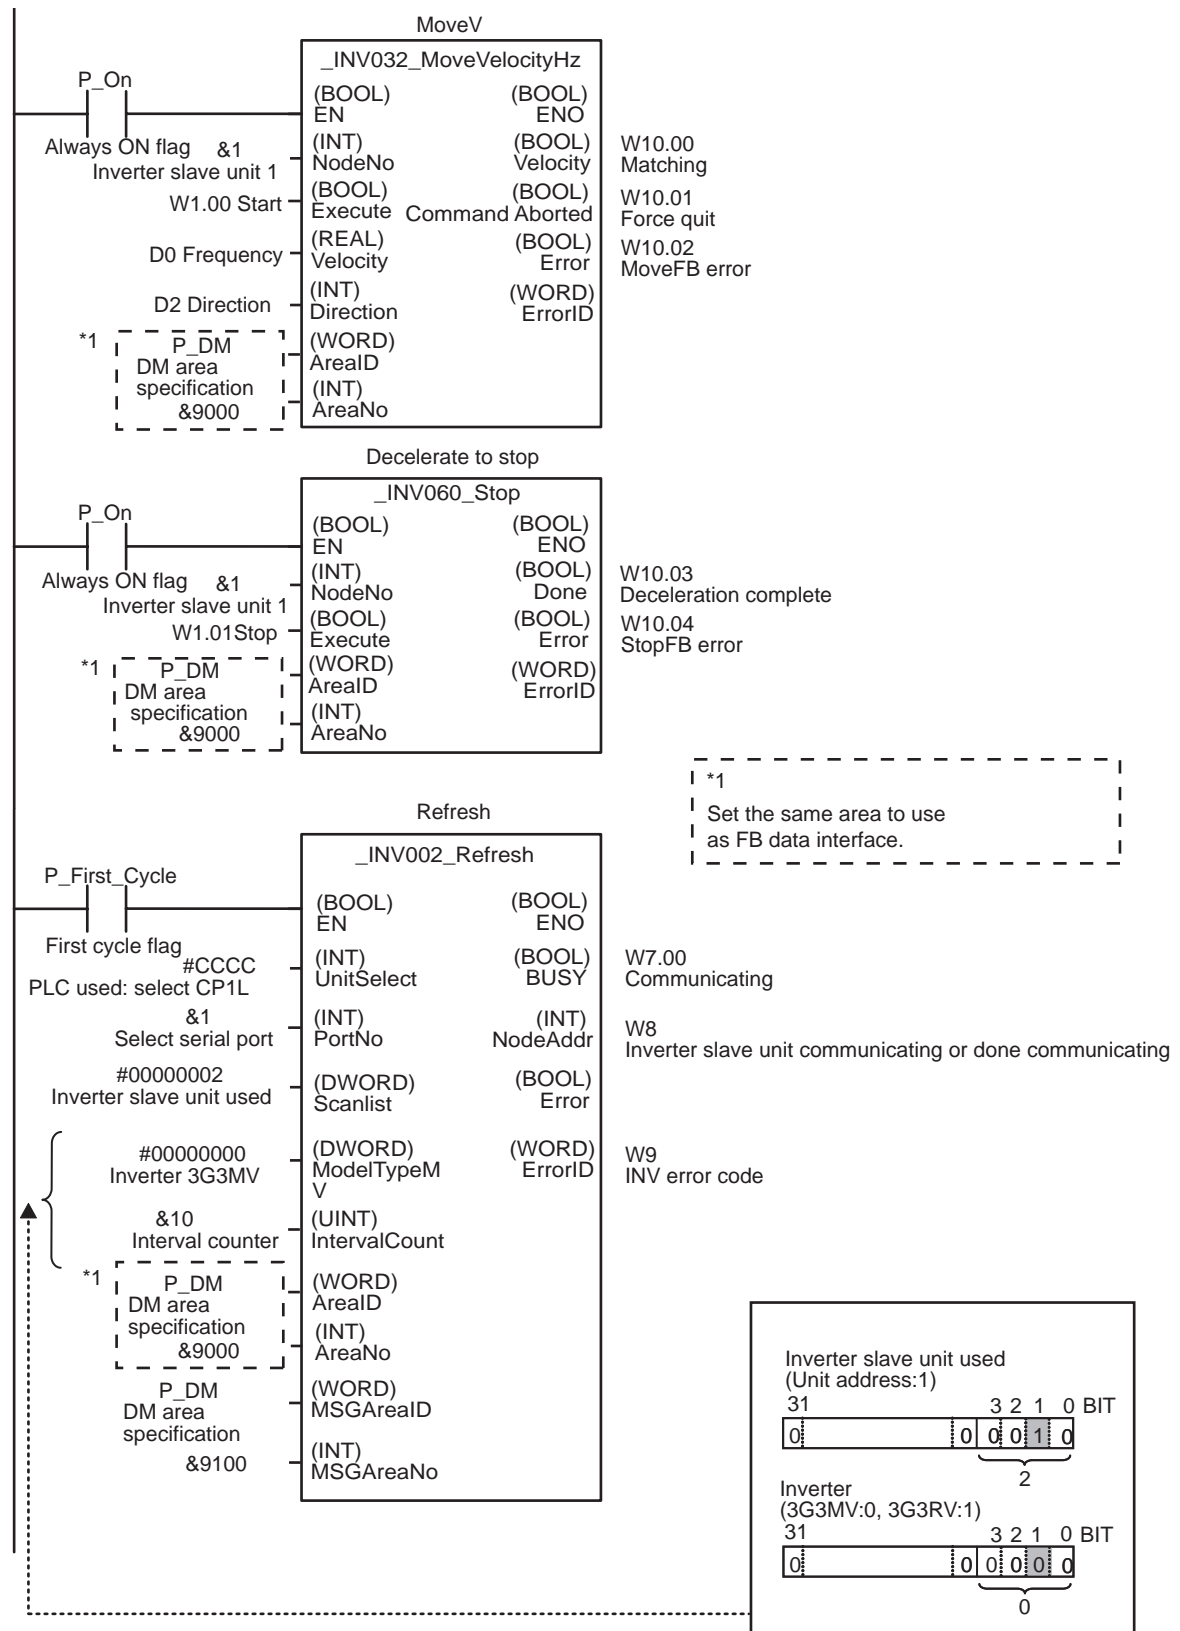 MoveV
_INV032_MoveVelocityHz
P_On
(BOOL) (BOOL)
EN ENO
Always ON flag &1 (INT) (BOOL) W10.00
Inverter slave unit 1 NodeNo Velocity Matching
W1.00 Start (BOOL) (BOOL) W10.01
Execute Command Aborted Force quit
D0 Frequency (REAL) (BOOL) W10.02
Velocity Error MoveFB error
D2 Direction (INT) (WORD)
Direction ErrorID
*1 P_DM (WORD)
DM area AreaID
specification (INT)
&9000 AreaNo
Decelerate to stop
_INV060_Stop
P_On
(BOOL) (BOOL)
EN ENO
Always ON flag &1 (INT) (BOOL) W10.03
Inverter slave unit 1 NodeNo Done Deceleration complete
W1.01Stop (BOOL) (BOOL) W10.04
Execute Error StopFB error
*1 P_DM (WORD) (WORD)
DM area AreaID ErrorID
specification (INT)
&9000 AreaNo
*1
Set the same area to use
as FB data interface.
Refresh
_INV002_Refresh
P_First_Cycle
(BOOL) (BOOL)
EN ENO
First cycle flag
#CCCC (INT) (BOOL) W7.00
PLC used: select CP1L UnitSelect BUSY Communicating
&1 (INT) (INT) W8
Select serial port PortNo NodeAddr Inverter slave unit communicating or done communicating
#00000002 (DWORD) (BOOL)
Inverter slave unit used Scanlist Error
#00000000 (DWORD) (WORD) W9
Inverter 3G3MV ModelTypeM ErrorID INV error code
V
&10 (UINT)
Interval counter IntervalCount
*1 P_DM (WORD)
DM area AreaID
specification (INT)
&9000 AreaNo
P_DM (WORD)
DM area MSGAreaID
specification
&9100 (INT)
MSGAreaNo
Inverter slave unit used
(Unit address:1)
31 3 2 1 0 BIT
0 0 0 0 1 0
2
Inverter
(3G3MV:0, 3G3RV:1)
31 3 2 1 0 BIT
0 0 0 0 0 0
0